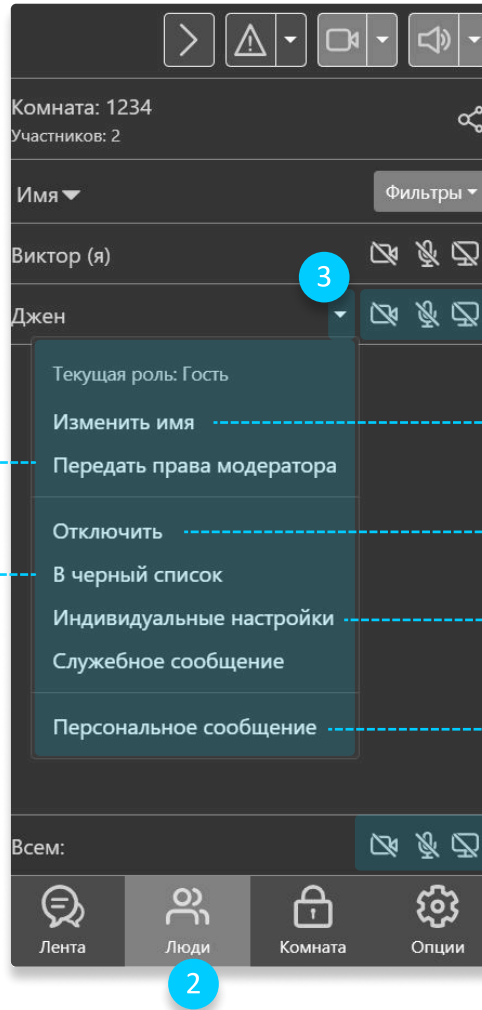 Комната: 1234
Участников: 2
Имя
Фильтры
Виктор (я)
3
Джен
Текущая роль: Гость
Изменить имя
Передать права модератора
Отключить
В черный список
Индивидуальные настройки
Служебное сообщение
Персональное сообщение
Всем:
Лента Люди Комната Опции
2